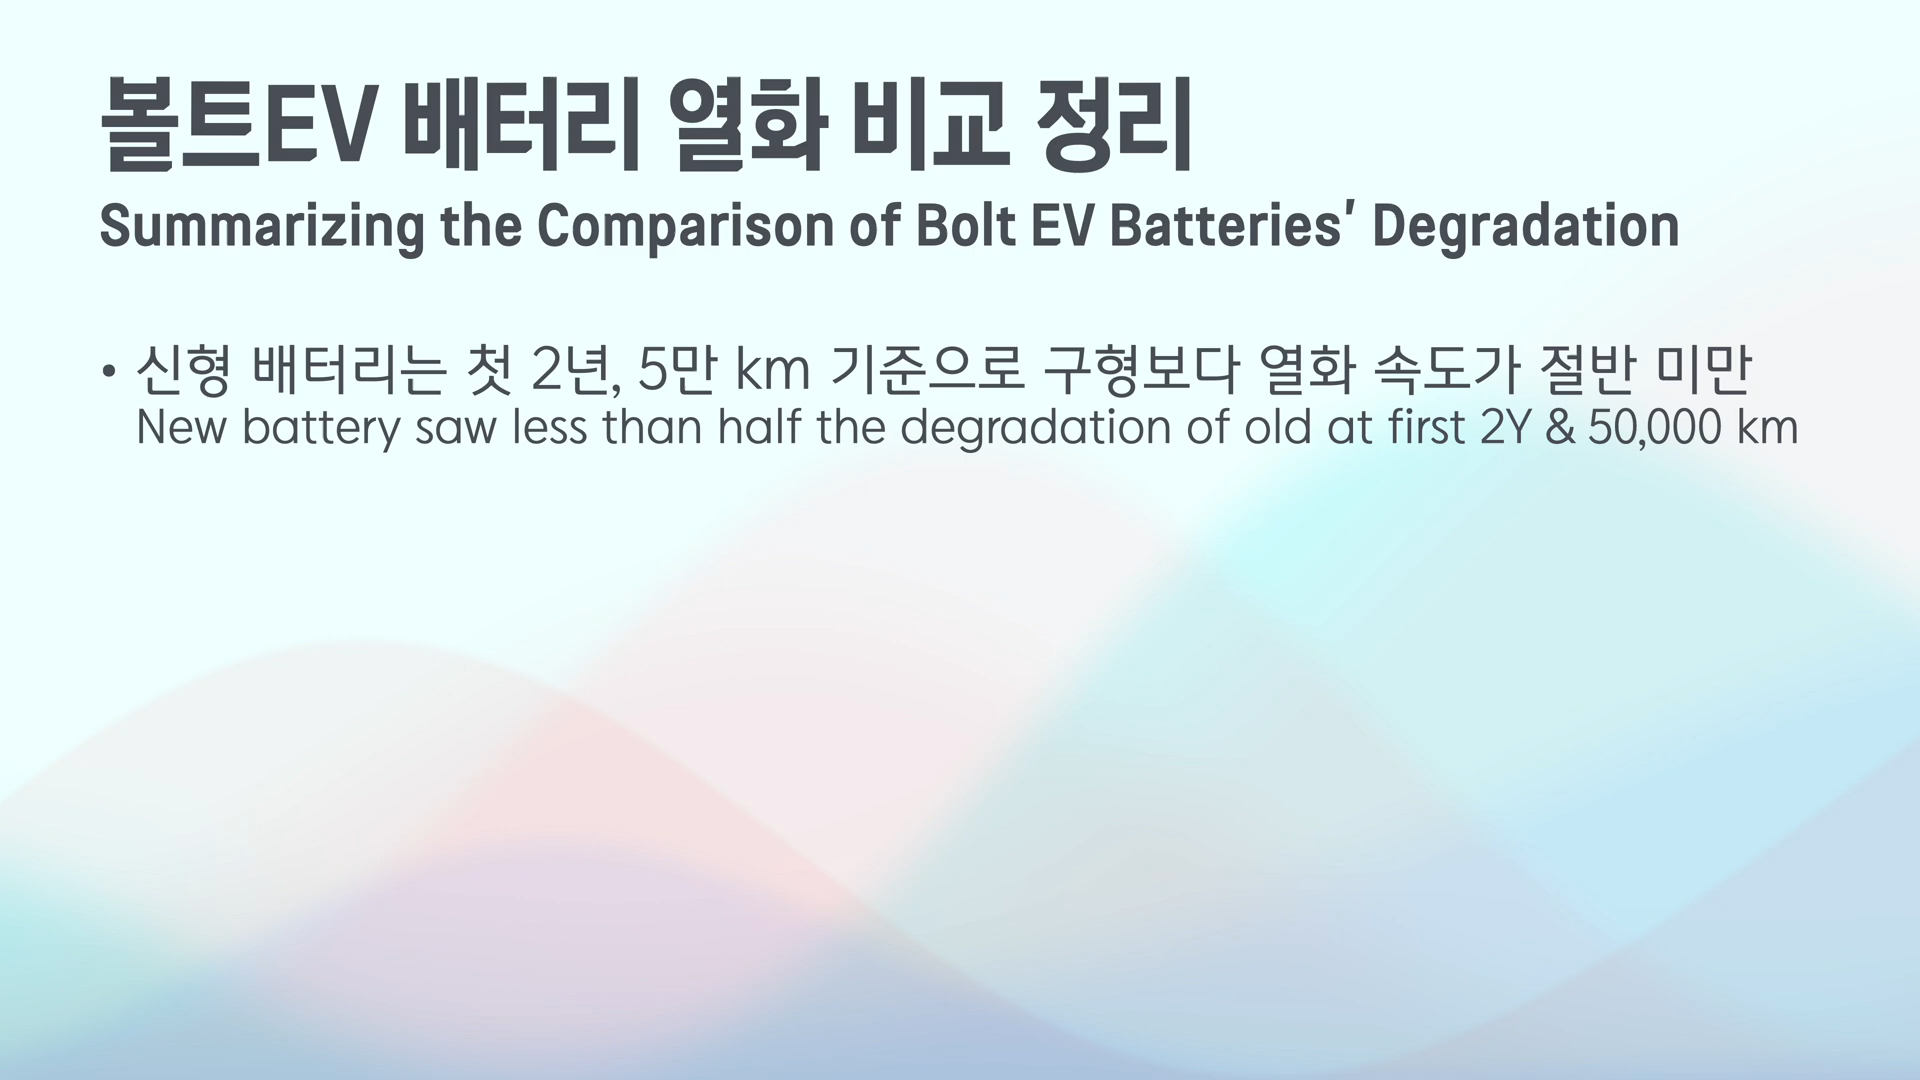 볼트EV 배터리 열화 비교 정리
Summarizing the Comparison of Bolt EV Batteries’ Degradation
• 신형 배터리는 첫 2년, 5만 km 기준으로 구형보다 열화 속도가 절반 미만
New battery saw less than half the degradation of old at first 2Y & 50,000 km